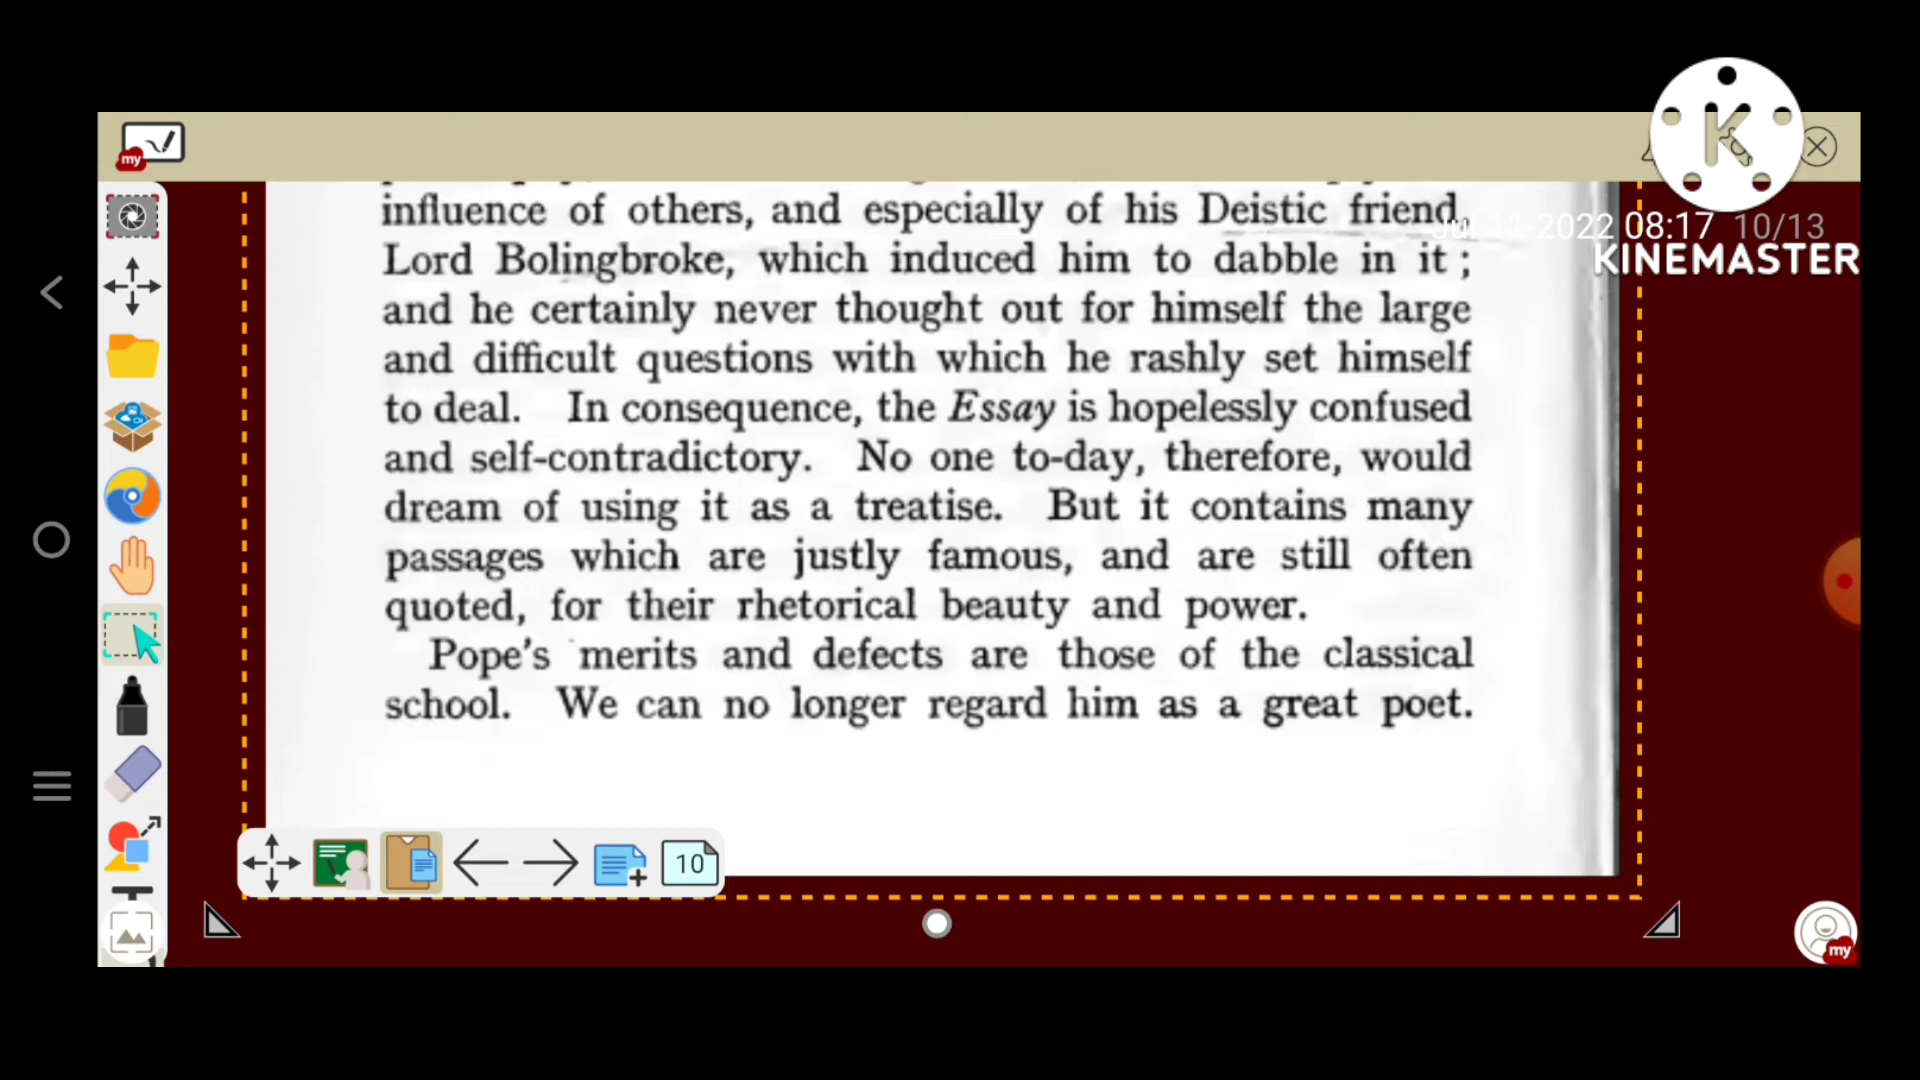 influence of others, and especially of his Deistic friend,
Lord Bolingbroke, which induced him to dabble in it;
and he certainly never thought out for himself the large
and difficult questions with which he rashly set himself
to deal. In consequence, the Essay is hopelessly confused
and self-contradictory. No one to-day, therefore, would
dream of using it as a treatise. But it contains many
passages which are justly famous, and are still often
quoted, for their rhetorical beauty and power.
Pope's merits and defects are those of the classical
school. We can no longer regard him as a great poet.
Jul 11 2022 08:17 10/13
K
KINEMASTER
my
10
my